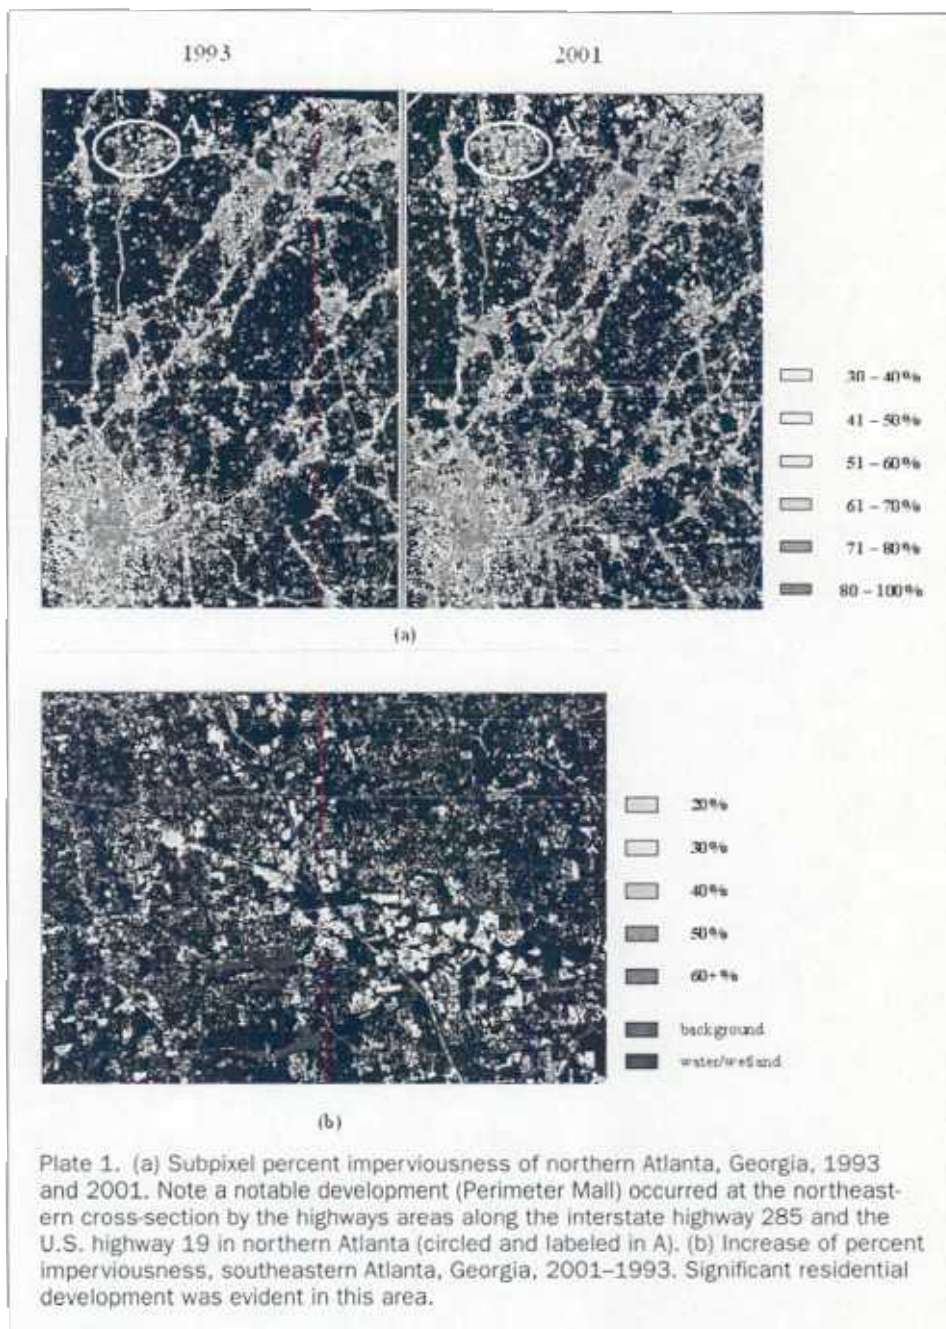 1993 2001
A A
30 – 40%
41 – 50%
51 – 60%
61 – 70%
71 – 80%
80 – 100%
(a)
20%
30%
40%
50%
60+%
background
water/wetland
(b)
Plate 1. (a) Subpixel percent imperviousness of northern Atlanta, Georgia, 1993
and 2001. Note a notable development (Perimeter Mall) occurred at the northeast-
ern cross-section by the highways areas along the interstate highway 285 and the
U.S. highway 19 in northern Atlanta (circled and labeled in A). (b) Increase of percent
imperviousness, southeastern Atlanta, Georgia, 2001–1993. Significant residential
development was evident in this area.